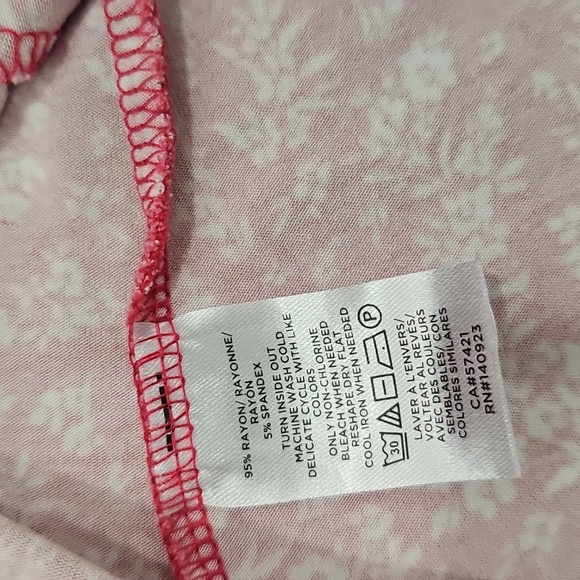 95% RAYON/ RAYONNE/
RAYON
5% SPANDEX
TURN INSIDE OUT
MACHINE WASH COLD
DELICATE CYCLE WITH LIKE
COLORS
ONLY NON-CHLORINE
BLEACH WHEN NEEDED
RESHAPE DRY FLAT
COOL IRON WHEN NEEDED
30 P
LAVER A L'ENVERS/
VOLTEAR AL REVÉS/
AVEC DES COULEURS
SEMBLABLES/ CON
COLORES SIMILARES
CA#57421
RN#140923